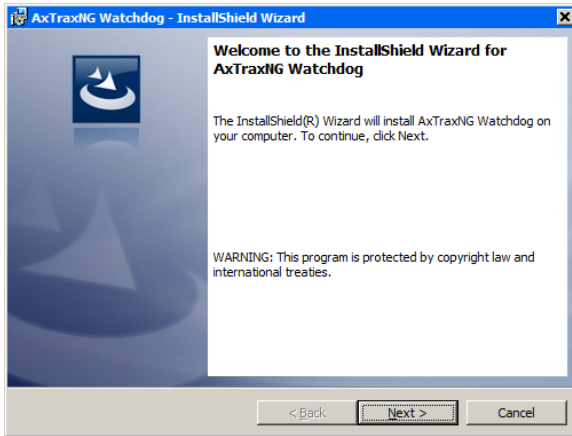 AxTraxNG Watchdog - InstallShield Wizard
Welcome to the InstallShield Wizard for
AxTraxNG Watchdog
The InstallShield(R) Wizard will install AxTraxNG Watchdog on
your computer. To continue, click Next.
WARNING: This program is protected by copyright law and
international treaties.
< Back
Next >
Cancel